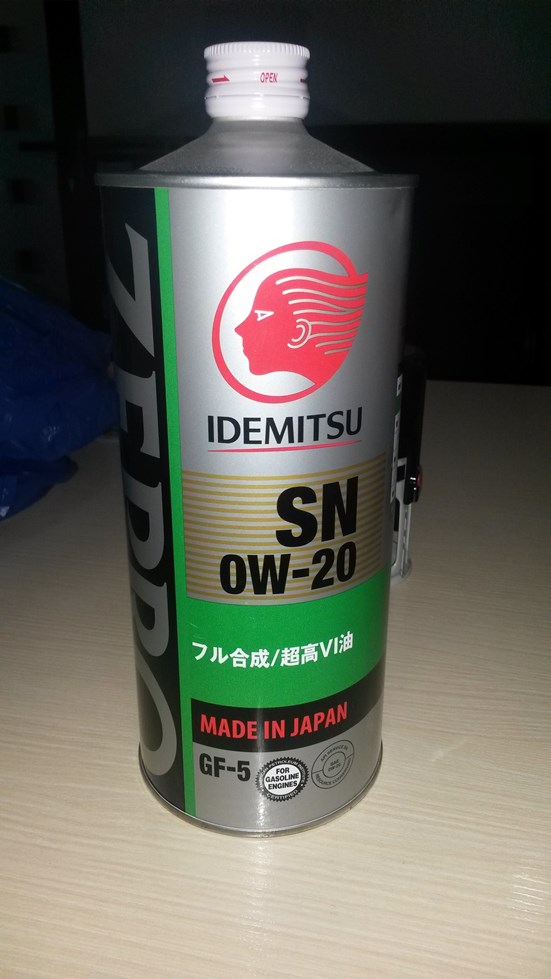 OPEN
ZEPRO
IDEMITSU
SN
0W-20
フル合成/超高VI油
MADE IN JAPAN
GF-5
FOR
GASOLINE
ENGINES
CERTIFIED